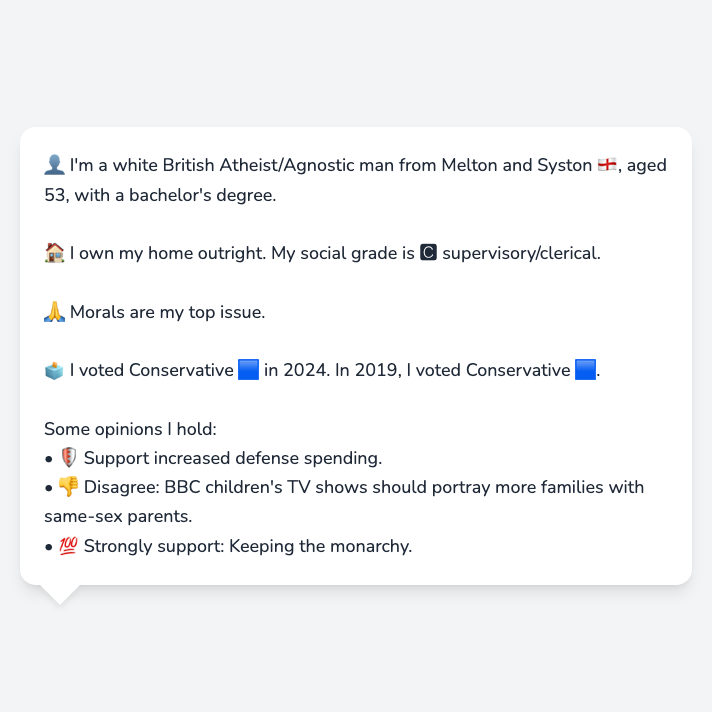 👤 I'm a white British Atheist/Agnostic man from Melton and Syston 🏴󠁧󠁢󠁥󠁮󠁧󠁿, aged
53, with a bachelor's degree.
🏠 I own my home outright. My social grade is 🅲 supervisory/clerical.
🙏 Morals are my top issue.
🗳️ I voted Conservative 🟦 in 2024. In 2019, I voted Conservative 🟦.
Some opinions I hold:
• 🛡️ Support increased defense spending.
• 👎 Disagree: BBC children's TV shows should portray more families with
same-sex parents.
• 💯 Strongly support: Keeping the monarchy.